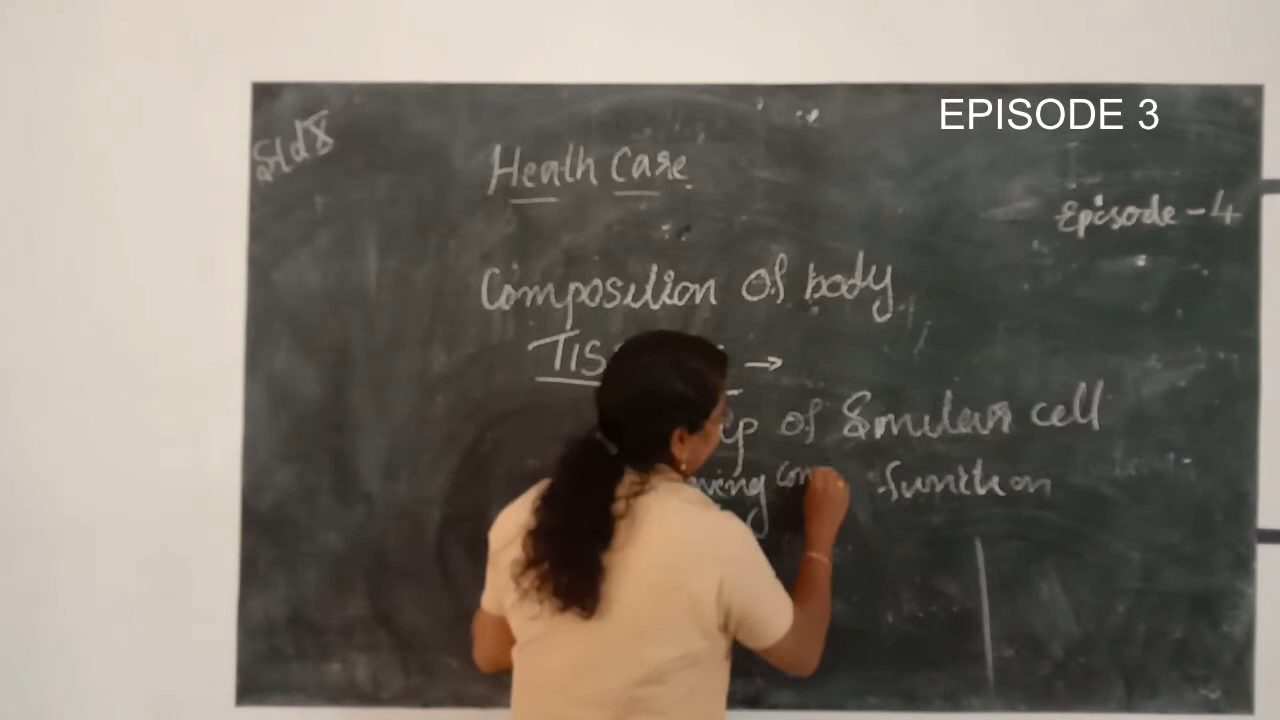 EPISODE 3
Std 8
Health Care
Episode - 4
Composition of body
TIS →
of Similar cell
function